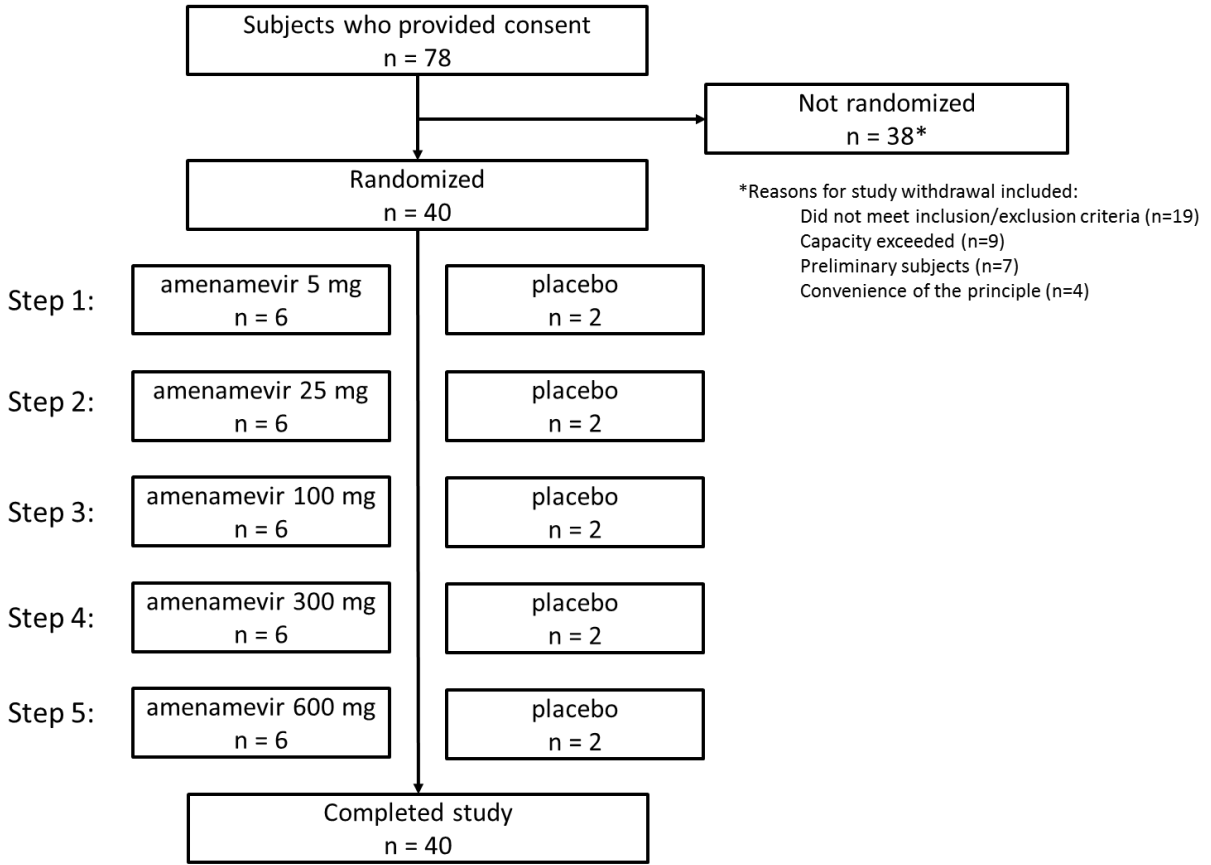 Subjects who provided consent
n = 78
Not randomized
n = 38*
Randomized
n = 40
*Reasons for study withdrawal included:
Did not meet inclusion/exclusion criteria (n=19)
Capacity exceeded (n=9)
Preliminary subjects (n=7)
Convenience of the principle (n=4)
Step 1:
amenamevir 5 mg
n = 6
placebo
n = 2
Step 2:
amenamevir 25 mg
n = 6
placebo
n = 2
Step 3:
amenamevir 100 mg
n = 6
placebo
n = 2
Step 4:
amenamevir 300 mg
n = 6
placebo
n = 2
Step 5:
amenamevir 600 mg
n = 6
placebo
n = 2
Completed study
n = 40